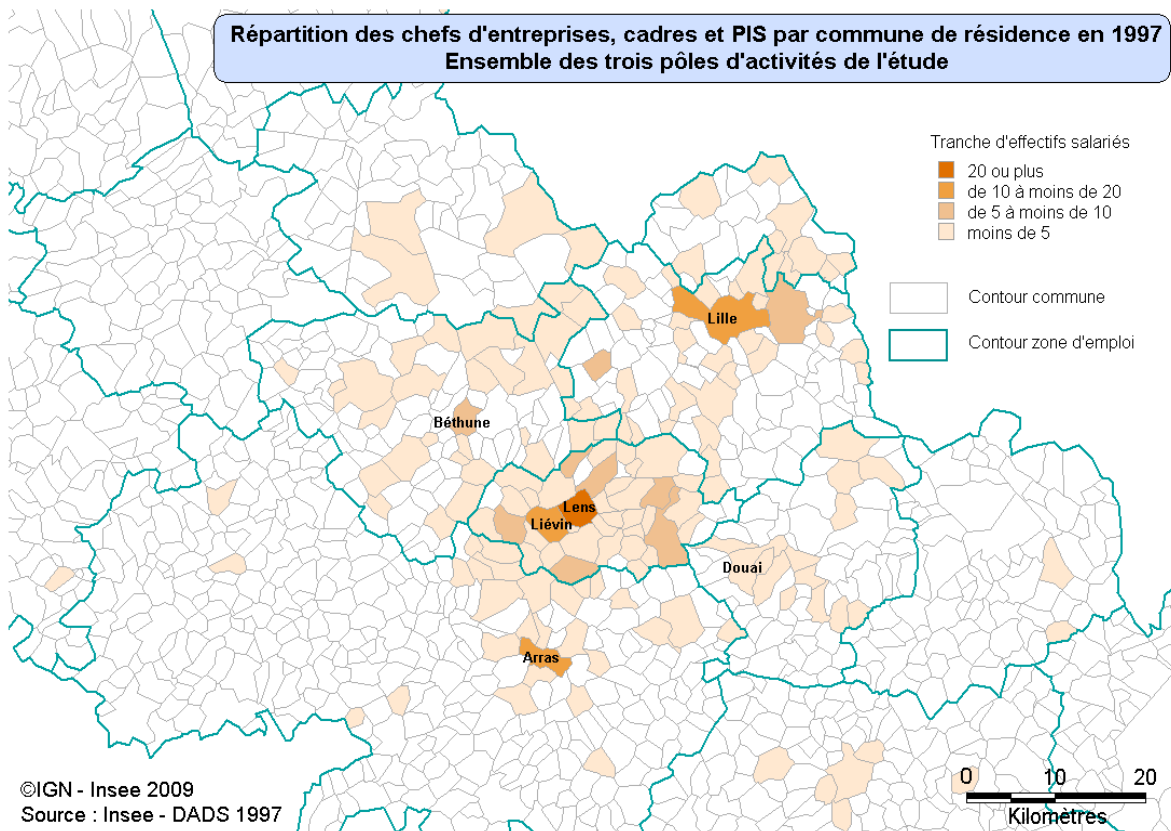 Répartition des chefs d'entreprises, cadres et PIS par commune de résidence en 1997
Ensemble des trois pôles d'activités de l'étude
Tranche d'effectifs salariés
20 ou plus
de 10 à moins de 20
de 5 à moins de 10
moins de 5
Contour commune
Contour zone d'emploi
Lille
Béthune
Lens
Liévin
Douai
Arras
0 10 20
Kilomètres
©IGN - Insee 2009
Source : Insee - DADS 1997